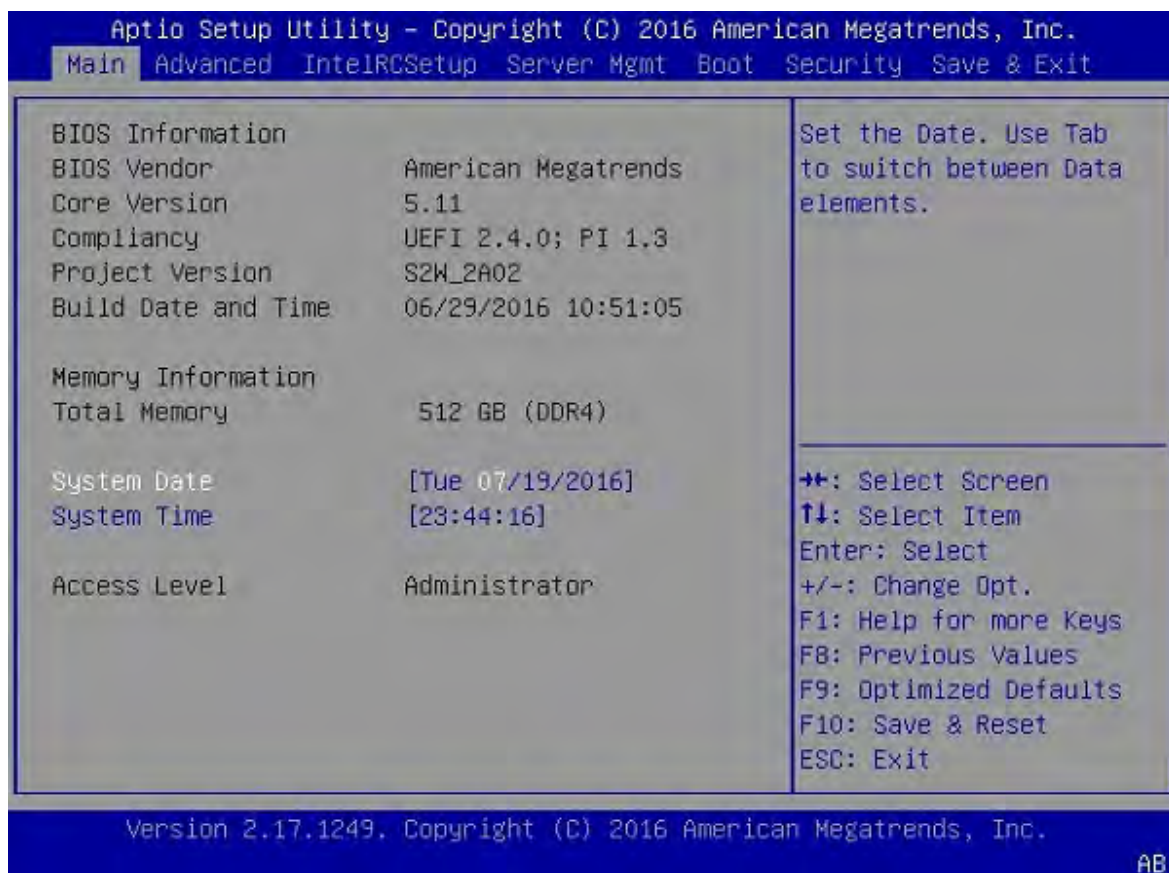 Aptio Setup Utility – Copyright (C) 2016 American Megatrends, Inc.
Main Advanced IntelRCSetup Server Mgmt Boot Security Save & Exit
BIOS Information
BIOS Vendor American Megatrends
Core Version 5.11
Compliancy UEFI 2.4.0; PI 1.3
Project Version S2W_2A02
Build Date and Time 06/29/2016 10:51:05
Memory Information
Total Memory 512 GB (DDR4)
System Date [Tue 07/19/2016]
System Time [23:44:16]
Access Level Administrator
Set the Date. Use Tab
to switch between Data
elements.
→←: Select Screen
↑↓: Select Item
Enter: Select
+/-: Change Opt.
F1: Help for more Keys
F8: Previous Values
F9: Optimized Defaults
F10: Save & Reset
ESC: Exit
Version 2.17.1249. Copyright (C) 2016 American Megatrends, Inc.
AB